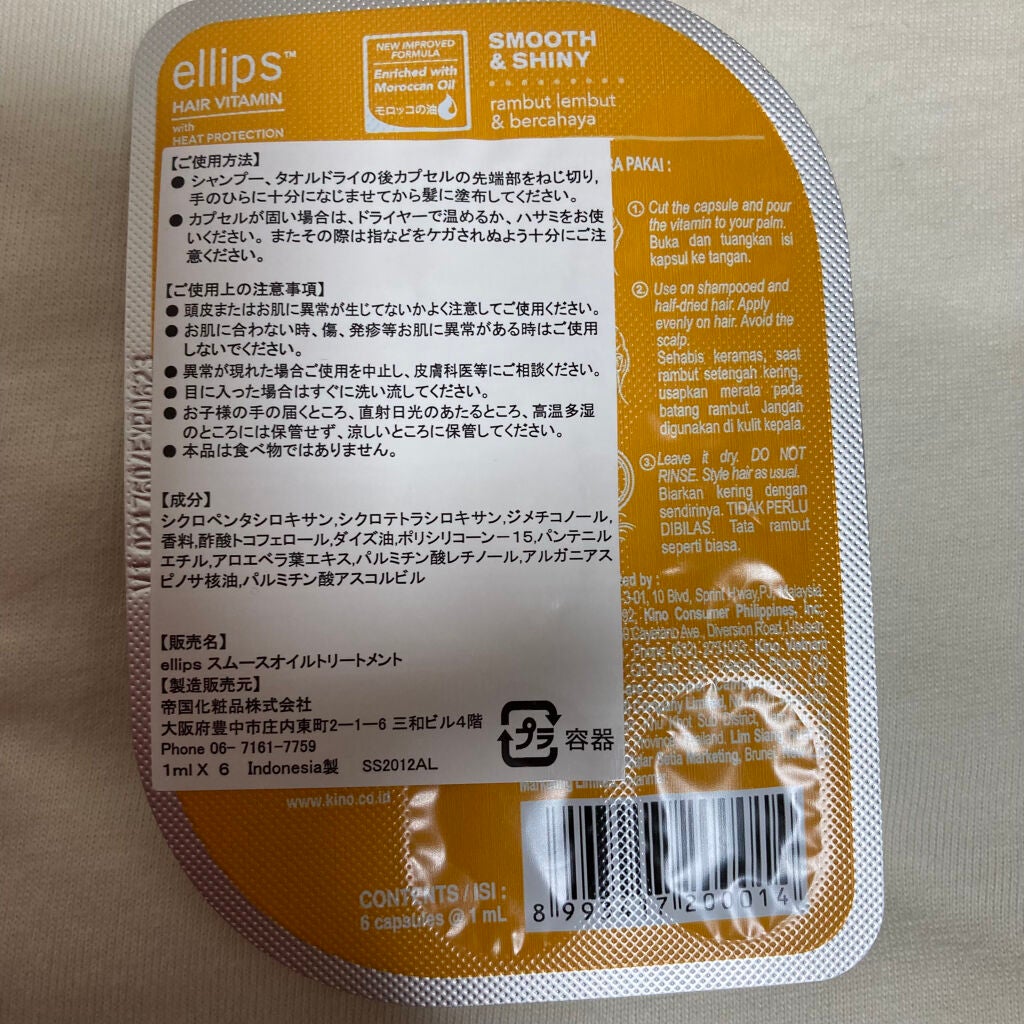 ellips™
HAIR VITAMIN
with
HEAT PROTECTION
NEW IMPROVED
FORMULA
Enriched with
Moroccan Oil
モロッコの油
SMOOTH
& SHINY
rambut lembut
& bercahaya
【ご使用方法】
● シャンプー、タオルドライの後カプセルの先端部をねじ切り,
手のひらに十分になじませてから髪に塗布してください。
● カプセルが固い場合は、ドライヤーで温めるか、ハサミをお使
いください。またその際は指などをケガされぬよう十分にご注
意ください。
【ご使用上の注意事項】
● 頭皮またはお肌に異常が生じてないかよく注意してご使用ください。
● お肌に合わない時、傷、発疹等お肌に異常がある時はご使用
しないでください。
● 異常が現れた場合ご使用を中止し、皮膚科医等にご相談ください。
● 目に入った場合はすぐに洗い流してください。
● お子様の手の届くところ、直射日光のあたるところ、高温多湿
のところには保管せず、涼しいところに保管してください。
● 本品は食べ物ではありません。
【成分】
シクロペンタシロキサン,シクロテトラシロキサン,ジメチコノール,
香料,酢酸トコフェロール,ダイズ油,ポリシリコーン－15,パンテニル
エチル,アロエベラ葉エキス,パルミチン酸レチノール,アルガニアス
ピノサ核油,パルミチン酸アスコルビル
【販売名】
ellips スムースオイルトリートメント
【製造販売元】
帝国化粧品株式会社
大阪府豊中市庄内東町2－1－6 三和ビル4階
Phone 06- 7161-7759
1ml X 6 Indonesia製 SS2012AL
プラ 容器
PAKAI :
1. Cut the capsule and pour
the vitamin to your palm.
Buka dan tuangkan isi
kapsul ke tangan.
2. Use on shampooed and
half-dried hair. Apply
evenly on hair. Avoid the
scalp.
Sehabis keramas, saat
rambut setengah kering,
usapkan merata pada
batang rambut. Jangan
digunakan di kulit kepala.
3. Leave it dry. DO NOT
RINSE. Style hair as usual.
Biarkan kering dengan
sendirinya. TIDAK PERLU
DIBILAS. Tata rambut
seperti biasa.
by :
10 Blvd, Sprint H'way,PJ, Malaysia
Kino Consumer Philippines, Inc
Ave., Diversion Road,
Lim Siang
Setia Marketing, Brunei
Marketing
www.kino.co.id
CONTENTS / ISI :
6 capsules @ 1 mL
7200014